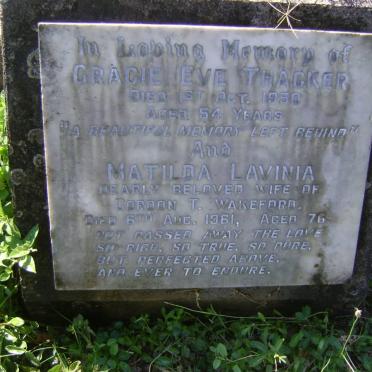 In Loving Memory of
GRACIE EVE THACKER
DIED 1ST OCT. 1950
AGED 54 YEARS
"A BEAUTIFUL MEMORY LEFT BEHIND"
And
MATILDA LAVINIA
DEARLY BELOVED WIFE OF
GORDON T. WAKEFORD,
DIED 6TH AUG. 1961, AGED 76
NOT PASSED AWAY THE LOVE
SO RICH, SO TRUE, SO PURE,
BUT PERFECTED ABOVE,
AND EVER TO ENDURE.